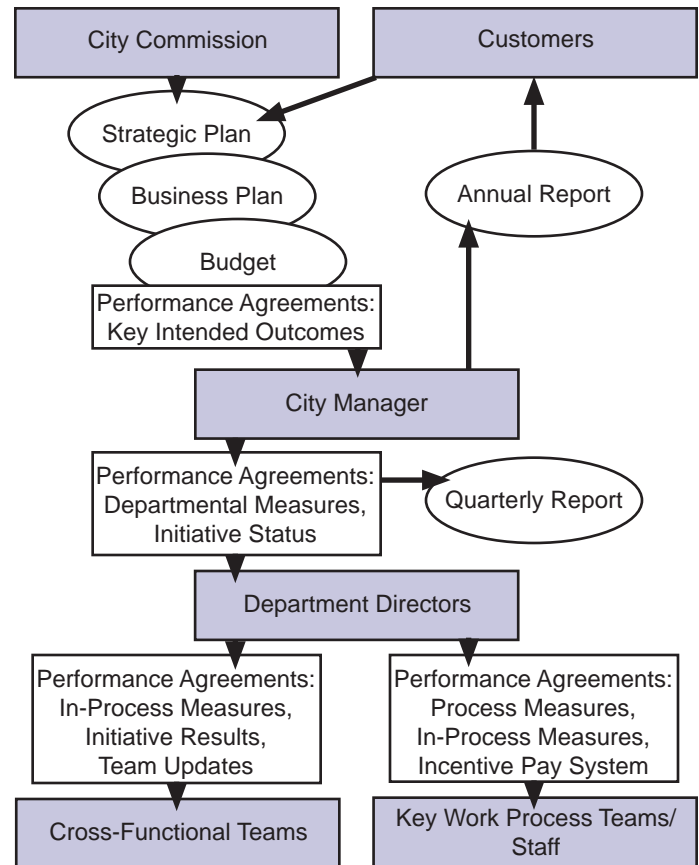 City Commission
Customers
Strategic Plan
Business Plan
Annual Report
Budget
Performance Agreements:
Key Intended Outcomes
City Manager
Performance Agreements:
Departmental Measures,
Initiative Status
Quarterly Report
Department Directors
Performance Agreements:
In-Process Measures,
Initiative Results,
Team Updates
Performance Agreements:
Process Measures,
In-Process Measures,
Incentive Pay System
Cross-Functional Teams
Key Work Process Teams/
Staff